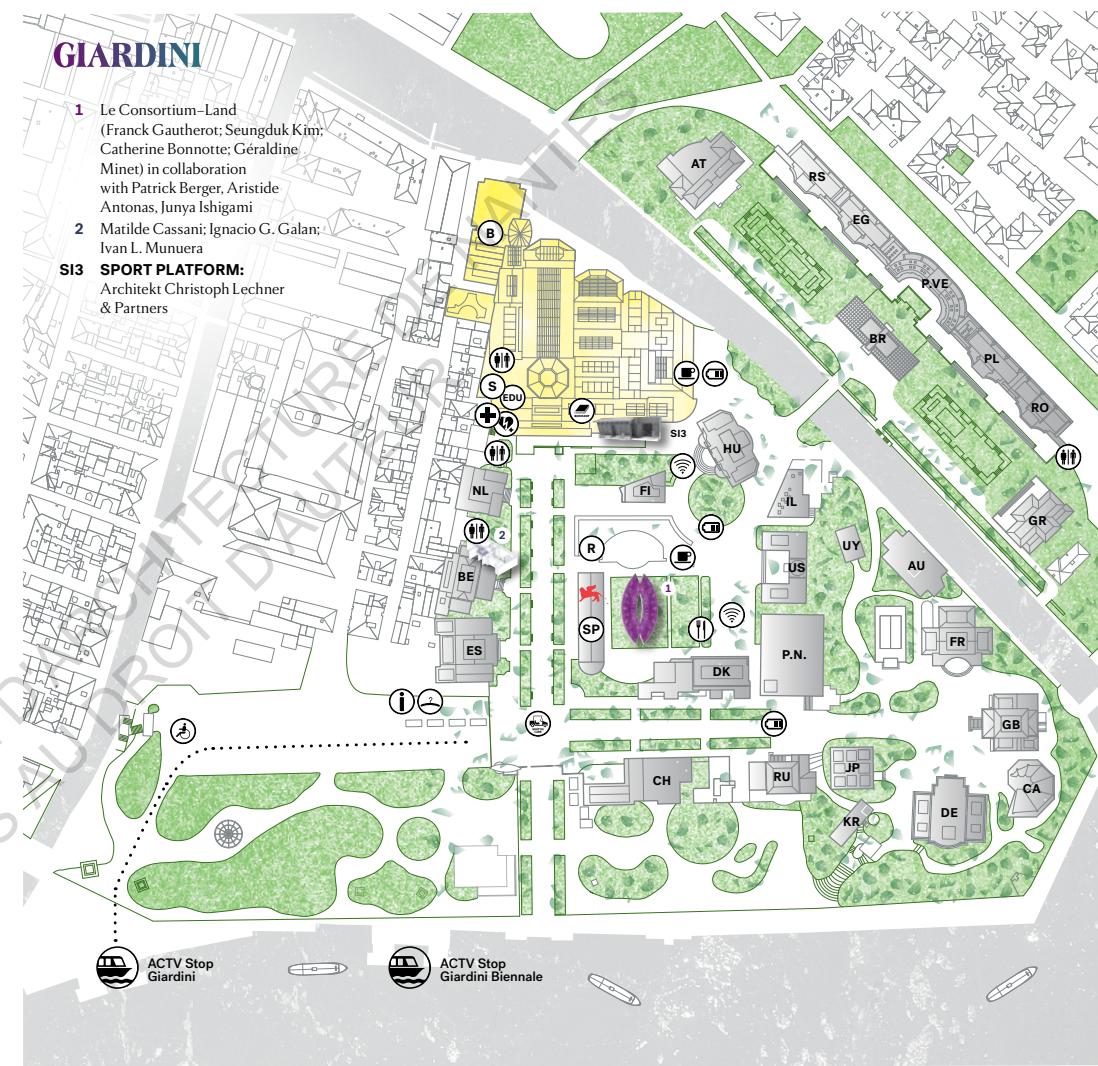 GIARDINI
1 Le Consortium–Land
(Franck Gautherot; Seungduk Kim;
Catherine Bonnotte; Géraldine
Minet) in collaboration
with Patrick Berger, Aristide
Antonas, Junya Ishigami
2 Matilde Cassani; Ignacio G. Galan;
Ivan L. Munuera
SI3 SPORT PLATFORM:
Architekt Christoph Lechner
& Partners
AT
RS
EG
P.VE
B
BR
PL
RO
S
EDU
SI3
HU
NL
FI
IL
GR
2
R
UY
US
AU
BE
1
SP
FR
ES
P.N.
DK
GB
CH
RU
JP
CA
KR
DE
ACTV Stop
Giardini
ACTV Stop
Giardini Biennale